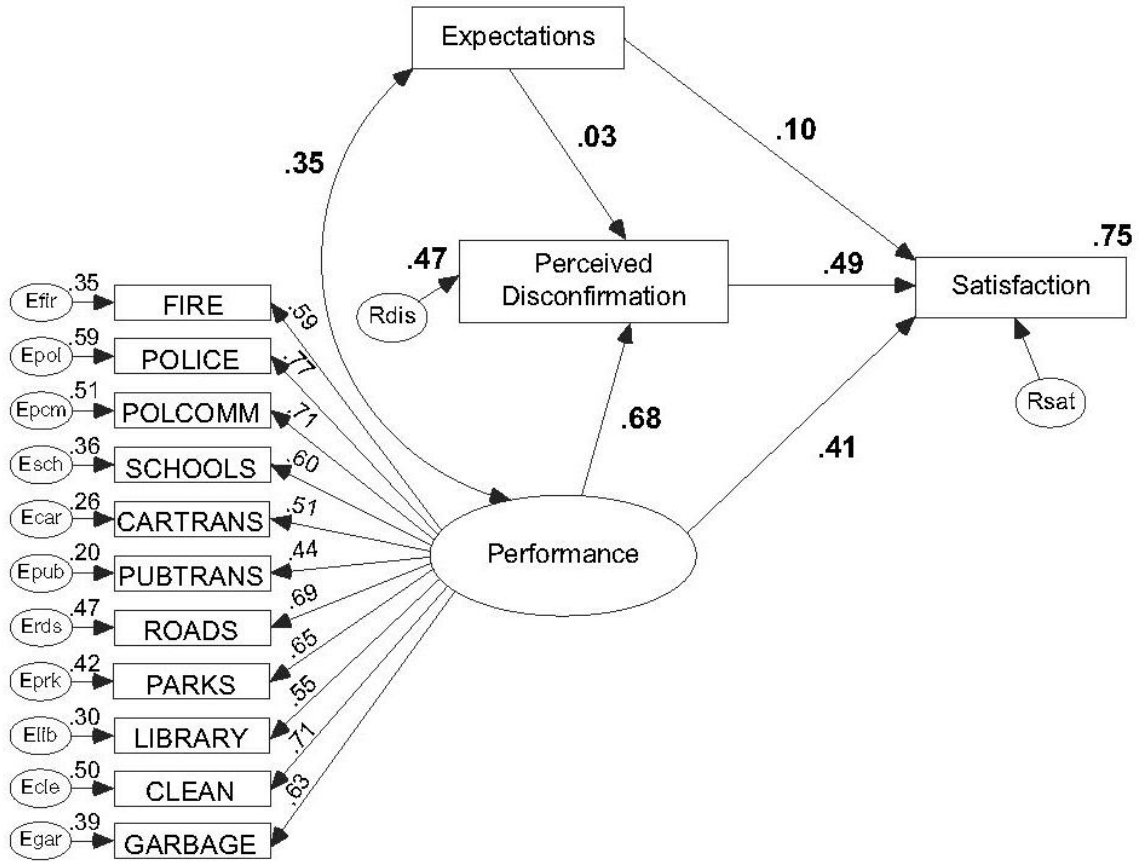 Expectations
.10
.03
.35
.75
.47
Perceived
Disconfirmation
.49
Satisfaction
Rdis
Rsat
.68
.41
Performance
Efir
.35
FIRE
.59
Epol
.59
POLICE
.77
Epcm
.51
POLCOMM
.71
Esch
.36
SCHOOLS
.60
Ecar
.26
CARTRANS
.51
Epub
.20
PUBTRANS
.44
Erds
.47
ROADS
.69
Eprk
.42
PARKS
.65
Elib
.30
LIBRARY
.55
Ecle
.50
CLEAN
.71
Egar
.39
GARBAGE
.63